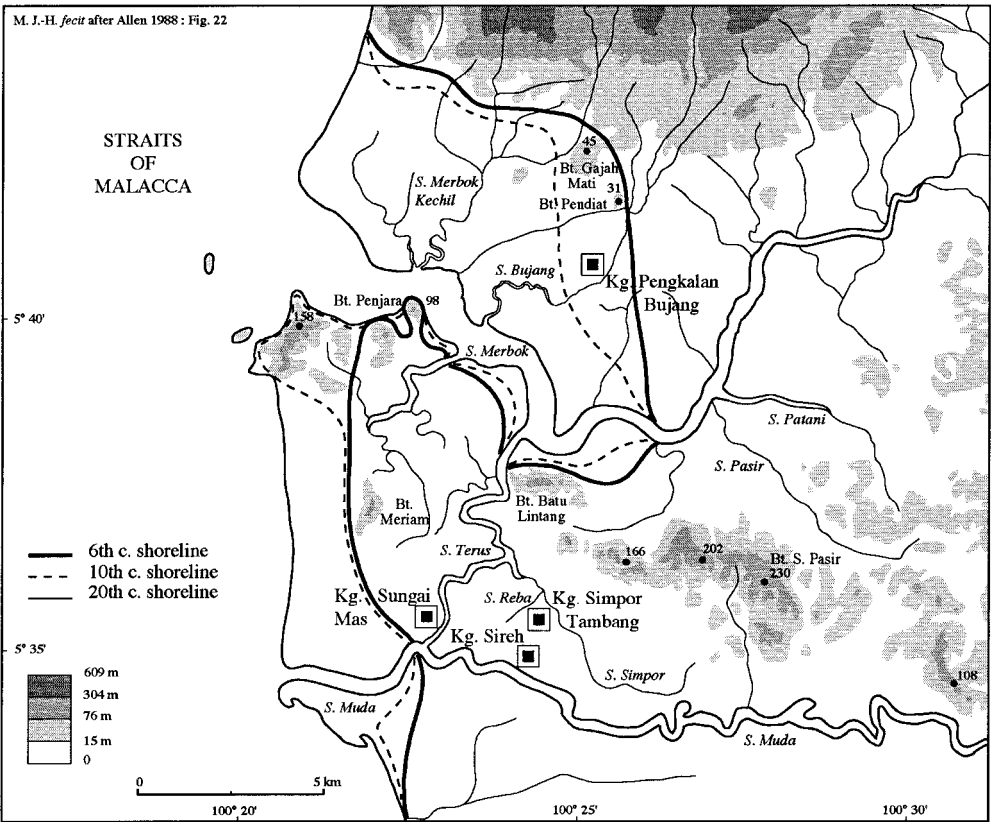 M. J.-H. fecit after Allen 1988 : Fig. 22
STRAITS
OF
MALACCA
45
Bt. Gajah
Mati
31
Bt. Pendiat
S. Merbok
Kechil
S. Bujang
Kg. Pengkalan
Bujang
Bt. Penjara
98
5° 40'
158
S. Merbok
S. Patani
S. Pasir
Bt.
Meriam
Bt. Batu
Lintang
6th c. shoreline
10th c. shoreline
20th c. shoreline
S. Terus
166
202
Bt. S. Pasir
230
Kg. Sungai
Mas
S. Reba
Kg. Simpor
Tambang
Kg. Sireh
5° 35'
S. Simpor
108
609 m
304 m
76 m
15 m
0
S. Muda
S. Muda
0
5 km
100° 20'
100° 25'
100° 30'